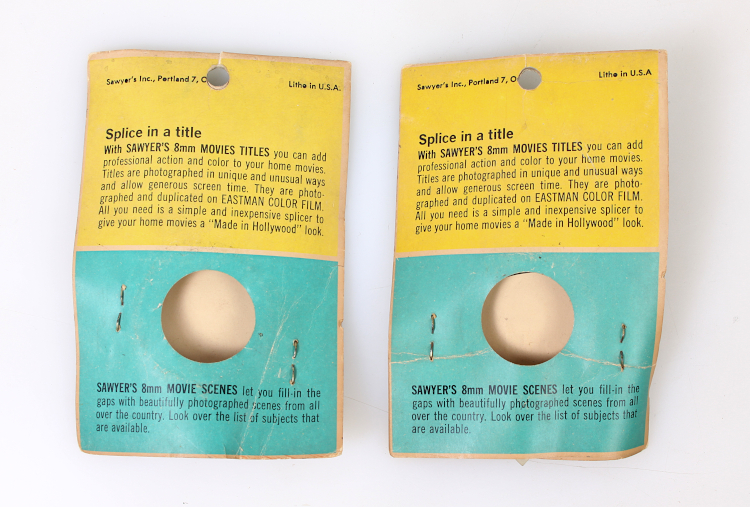 Sawyer's Inc., Portland 7, O
Litho in U.S.A.
Splice in a title
With SAWYER'S 8mm MOVIES TITLES you can add
professional action and color to your home movies.
Titles are photographed in unique and unusual ways
and allow generous screen time. They are photo-
graphed and duplicated on EASTMAN COLOR FILM.
All you need is a simple and inexpensive splicer to
give your home movies a "Made in Hollywood" look.
SAWYER'S 8mm MOVIE SCENES let you fill-in the
gaps with beautifully photographed scenes from all
over the country. Look over the list of subjects that
are available.
Sawyer's Inc., Portland 7, O
Litho in U.S.A
Splice in a title
With SAWYER'S 8mm MOVIES TITLES you can add
professional action and color to your home movies.
Titles are photographed in unique and unusual ways
and allow generous screen time. They are photo-
graphed and duplicated on EASTMAN COLOR FILM.
All you need is a simple and inexpensive splicer to
give your home movies a "Made in Hollywood" look.
SAWYER'S 8mm MOVIE SCENES let you fill-in the
gaps with beautifully photographed scenes from all
over the country. Look over the list of subjects that
are available.